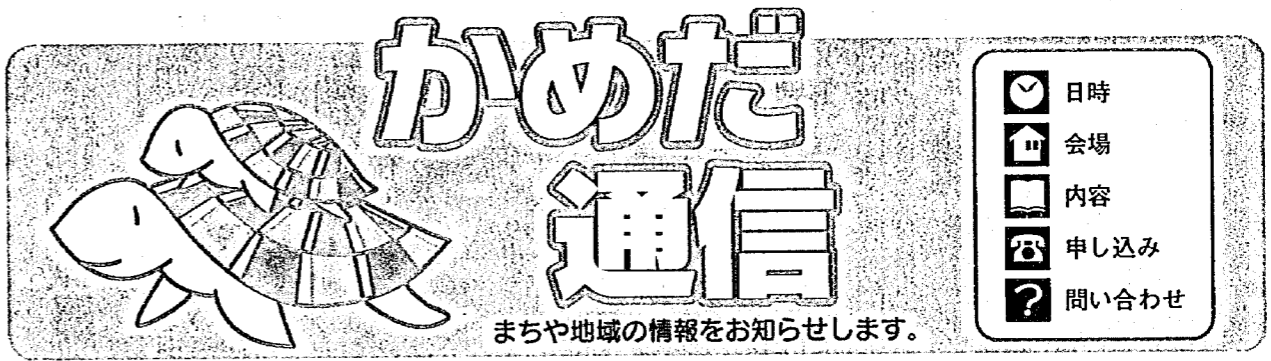 かめだ
通信
まちや地域の情報をお知らせします。
日時
会場
内容
申し込み
? 問い合わせ